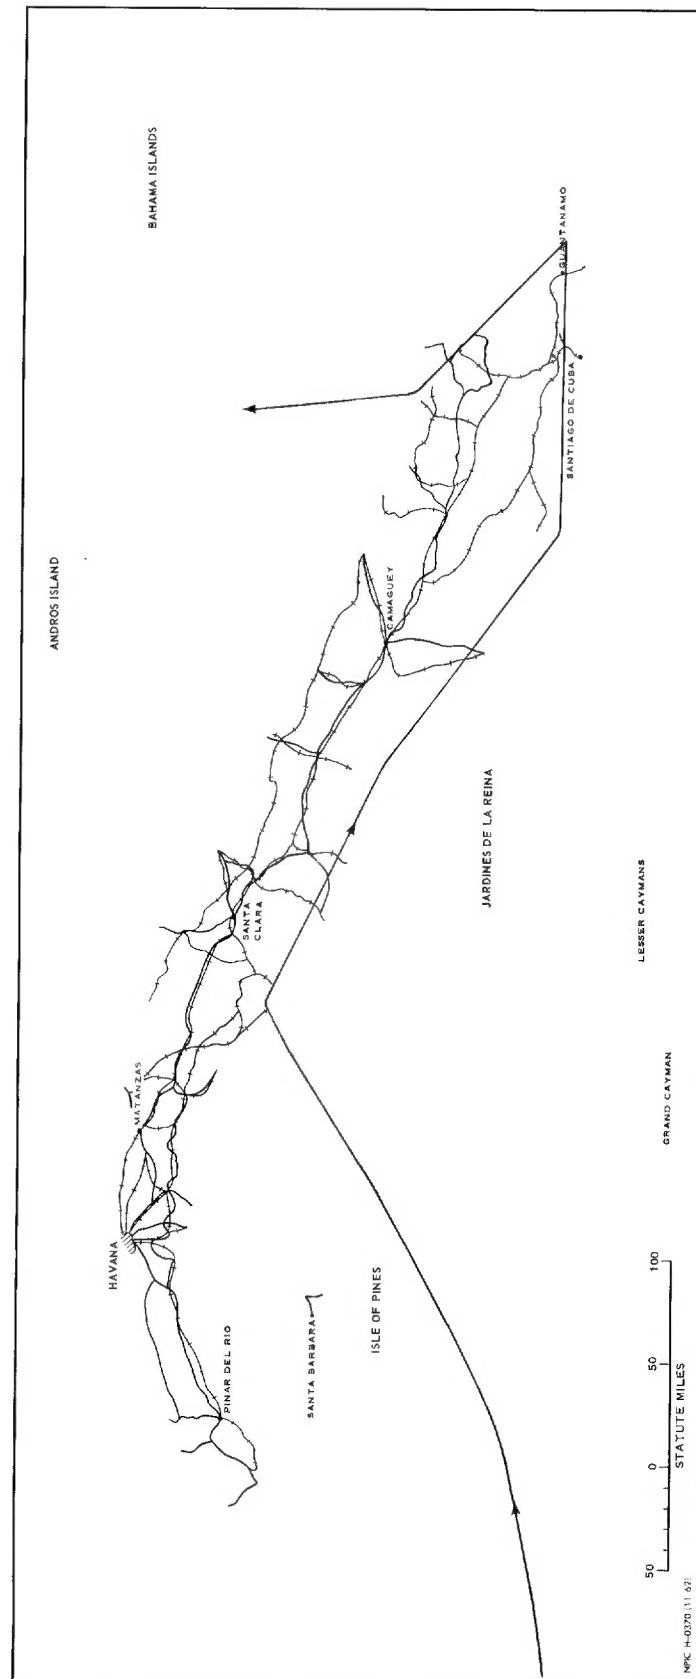 BAHAMA ISLANDS
ANDROS ISLAND
GUANTANAMO
SANTIAGO DE CUBA
CAMAGUEY
JARDINES DE LA REINA
SANTA
CLARA
LESSER CAYMANS
MATANZAS
GRAND CAYMAN
HAVANA
PINAR DEL RIO
SANTA BARBARA
ISLE OF PINES
50 0 50 100
STATUTE MILES
NPIC H-0370 (11/62)